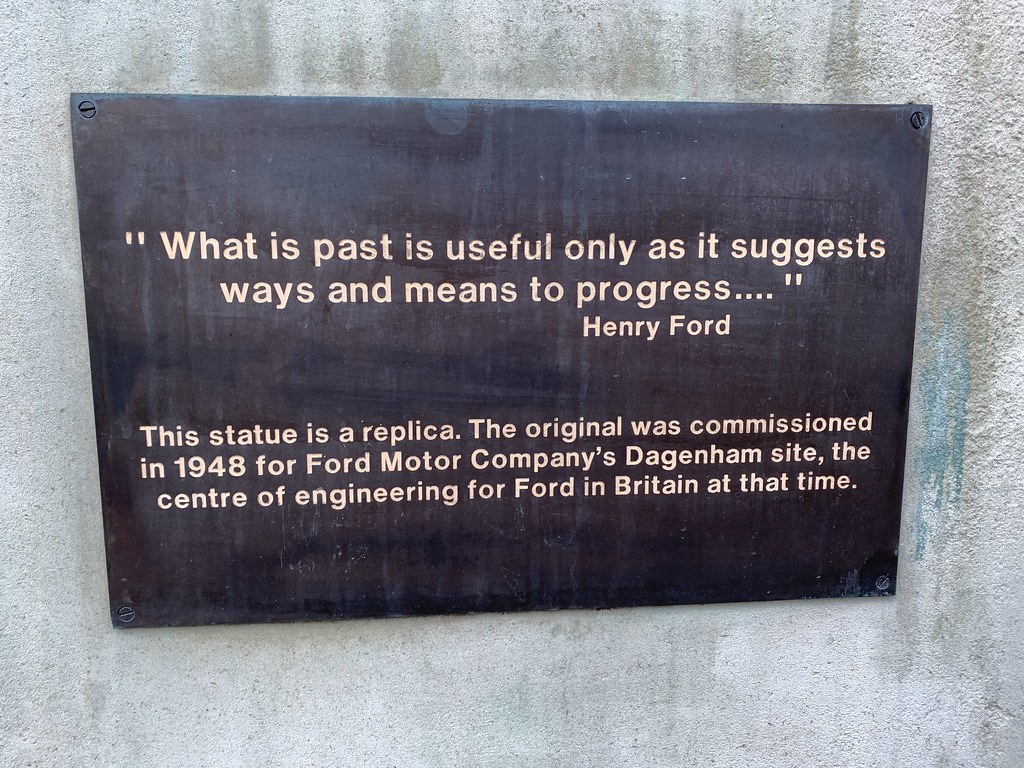 " What is past is useful only as it suggests
ways and means to progress.... "
Henry Ford
This statue is a replica. The original was commissioned
in 1948 for Ford Motor Company's Dagenham site, the
centre of engineering for Ford in Britain at that time.